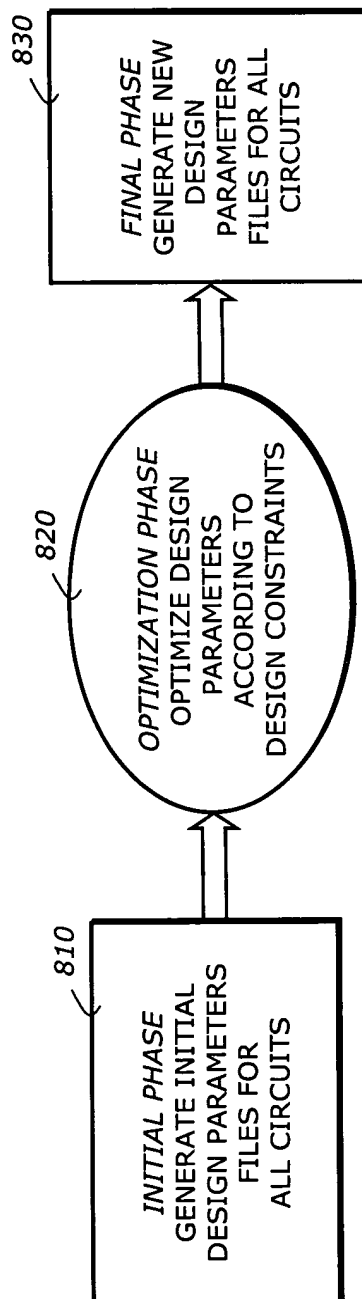 810
INITIAL PHASE
GENERATE INITIAL
DESIGN PARAMETERS
FILES FOR
ALL CIRCUITS
820
OPTIMIZATION PHASE
OPTIMIZE DESIGN
PARAMETERS
ACCORDING TO
DESIGN CONSTRAINTS
830
FINAL PHASE
GENERATE NEW
DESIGN
PARAMETERS
FILES FOR ALL
CIRCUITS